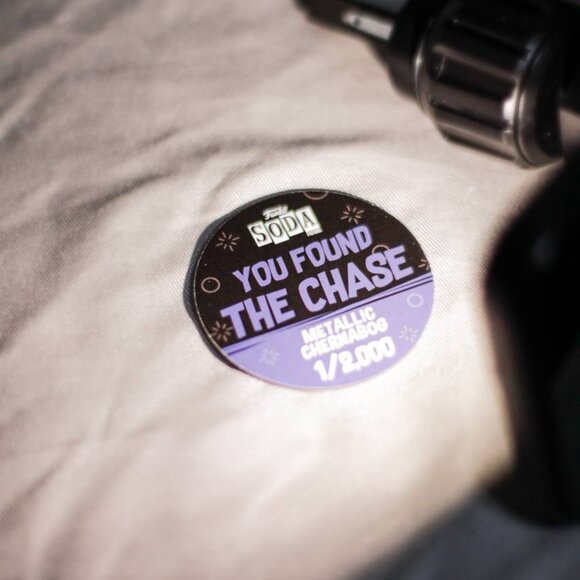 Funko
SODA
YOU FOUND
THE CHASE
METALLIC
CHERNABOG
1/2,000